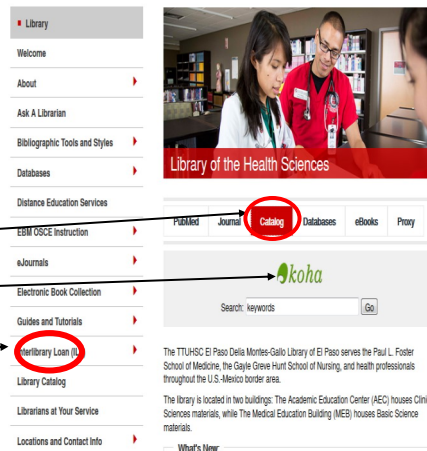 Library
Welcome
About
Ask A Librarian
Bibliographic Tools and Styles
Databases
Distance Education Services
EBM OSCE Instruction
eJournals
Electronic Book Collection
Guides and Tutorials
Interlibrary Loan (IL
Library Catalog
Librarians at Your Service
Locations and Contact Info
Library of the Health Sciences
PubMed Journal Catalog Databases eBooks Proxy
koha
Search: keywords Go
The TTUHSC El Paso Delia Montes-Gallo Library of El Paso serves the Paul L. Foster
School of Medicine, the Gayle Greve Hunt School of Nursing, and health professionals
throughout the U.S.-Mexico border area.
The library is located in two buildings: The Academic Education Center (AEC) houses Clini
Sciences materials, while The Medical Education Building (MEB) houses Basic Science
materials.
What's New